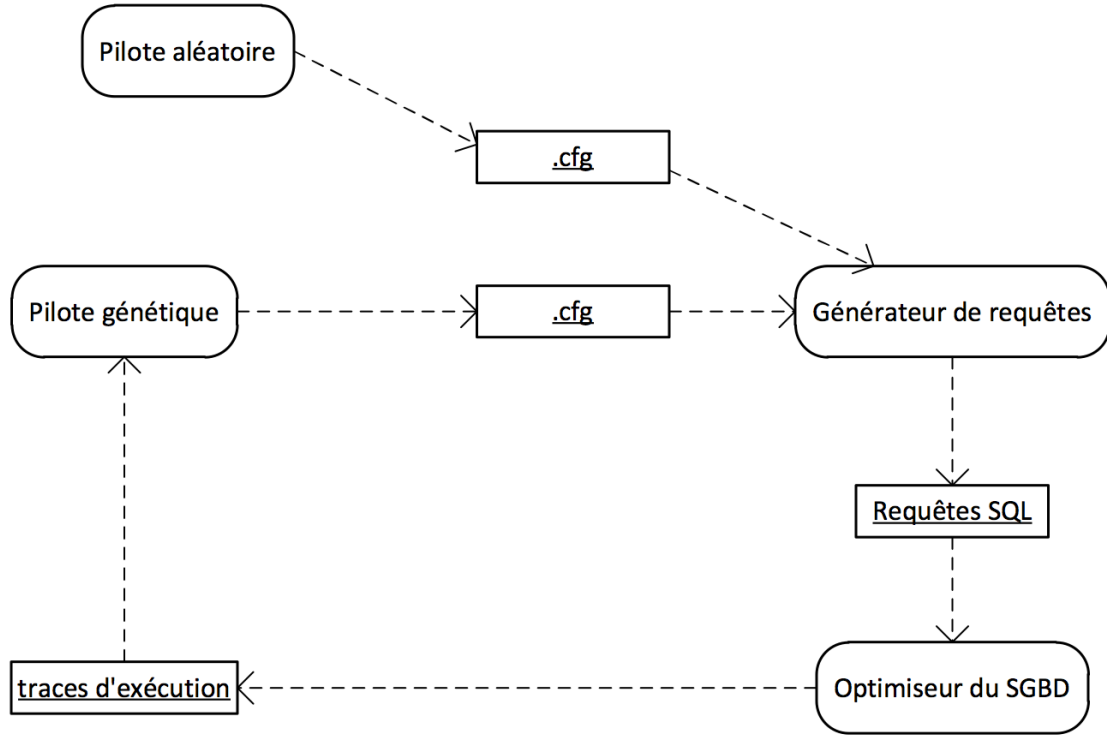 Pilote aléatoire
.cfg
Pilote génétique
.cfg
Générateur de requêtes
Requêtes SQL
traces d'exécution
Optimiseur du SGBD